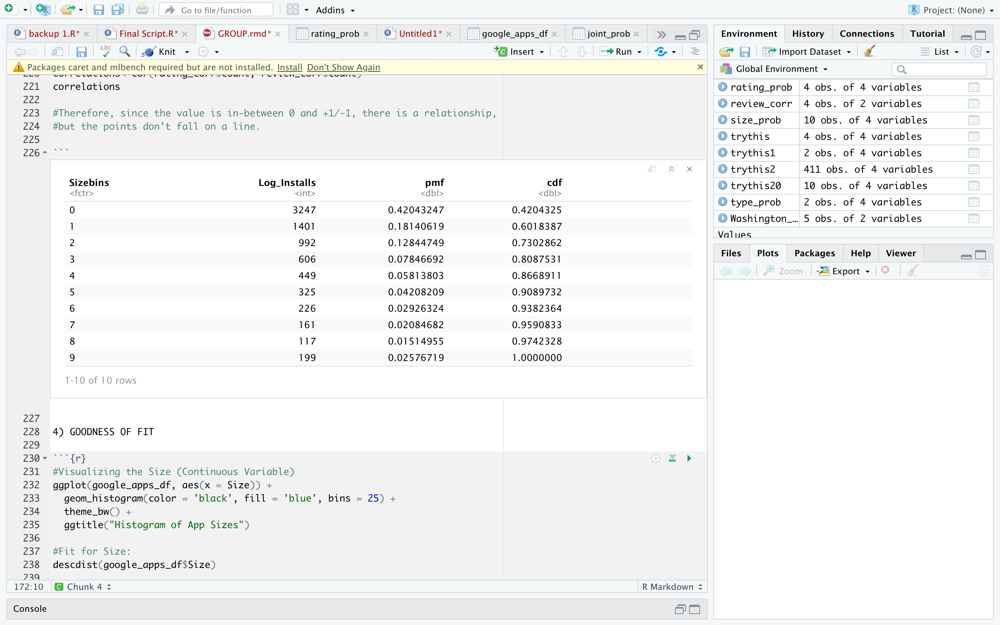 Go to file/function
Addins
Project: (None)
backup 1.R*
Final Script.R*
GROUP.rmd*
rating_prob
Untitled1*
google_apps_df
joint_prob
ABC
Knit
Insert
Run
Packages caret and mlbench required but are not installed. Install Don't Show Again
221 correlations
222
223 #Therefore, since the value is in-between 0 and +1/-1, there is a relationship,
224 #but the points don’t fall on a line.
225
226 ```
Sizebins Log_Installs pmf cdf
<fctr> <int> <dbl> <dbl>
0 3247 0.42043247 0.4204325
1 1401 0.18140619 0.6018387
2 992 0.12844749 0.7302862
3 606 0.07846692 0.8087531
4 449 0.05813803 0.8668911
5 325 0.04208209 0.9089732
6 226 0.02926324 0.9382364
7 161 0.02084682 0.9590833
8 117 0.01514955 0.9742328
9 199 0.02576719 1.0000000
1-10 of 10 rows
227
228 4) GOODNESS OF FIT
229
230 ```{r}
231 #Visualizing the Size (Continuous Variable)
232 ggplot(google_apps_df, aes(x = Size)) +
233 geom_histogram(color = 'black', fill = 'blue', bins = 25) +
234 theme_bw() +
235 ggtitle("Histogram of App Sizes")
236
237 #Fit for Size:
238 descdist(google_apps_df$Size)
239
172:10 C Chunk 4 R Markdown
Console
Environment History Connections Tutorial
Import Dataset List
Global Environment
rating_prob 4 obs. of 4 variables
review_corr 4 obs. of 2 variables
size_prob 10 obs. of 4 variables
trythis 4 obs. of 4 variables
trythis1 2 obs. of 4 variables
trythis2 411 obs. of 4 variables
trythis20 10 obs. of 4 variables
type_prob 2 obs. of 4 variables
Washington_… 5 obs. of 2 variables
Values
Files Plots Packages Help Viewer
Zoom Export